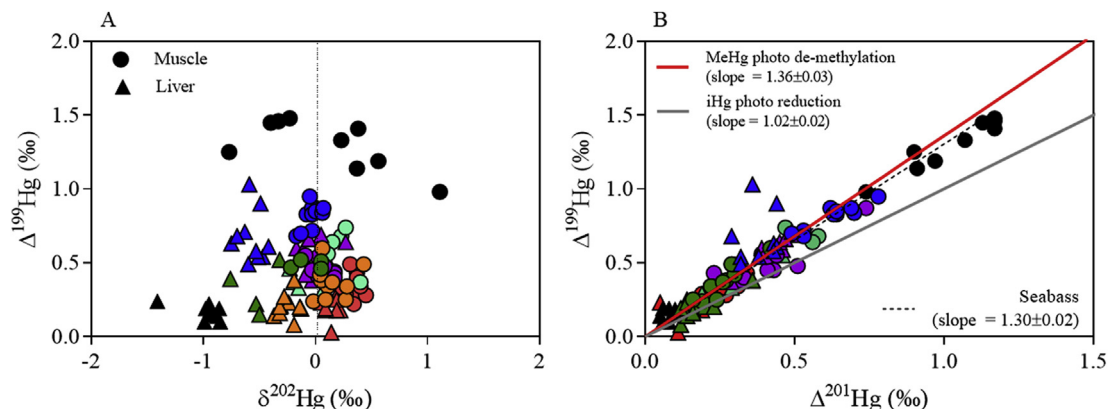 A
2.0
1.5
1.0
0.5
0.0
-2
-1
0
1
2
Δ¹⁹⁹Hg (‰)
δ²⁰²Hg (‰)
Muscle
Liver
B
2.0
1.5
1.0
0.5
0.0
0.0
0.5
1.0
1.5
Δ¹⁹⁹Hg (‰)
Δ²⁰¹Hg (‰)
MeHg photo de-methylation
(slope = 1.36±0.03)
iHg photo reduction
(slope = 1.02±0.02)
Seabass
(slope = 1.30±0.02)